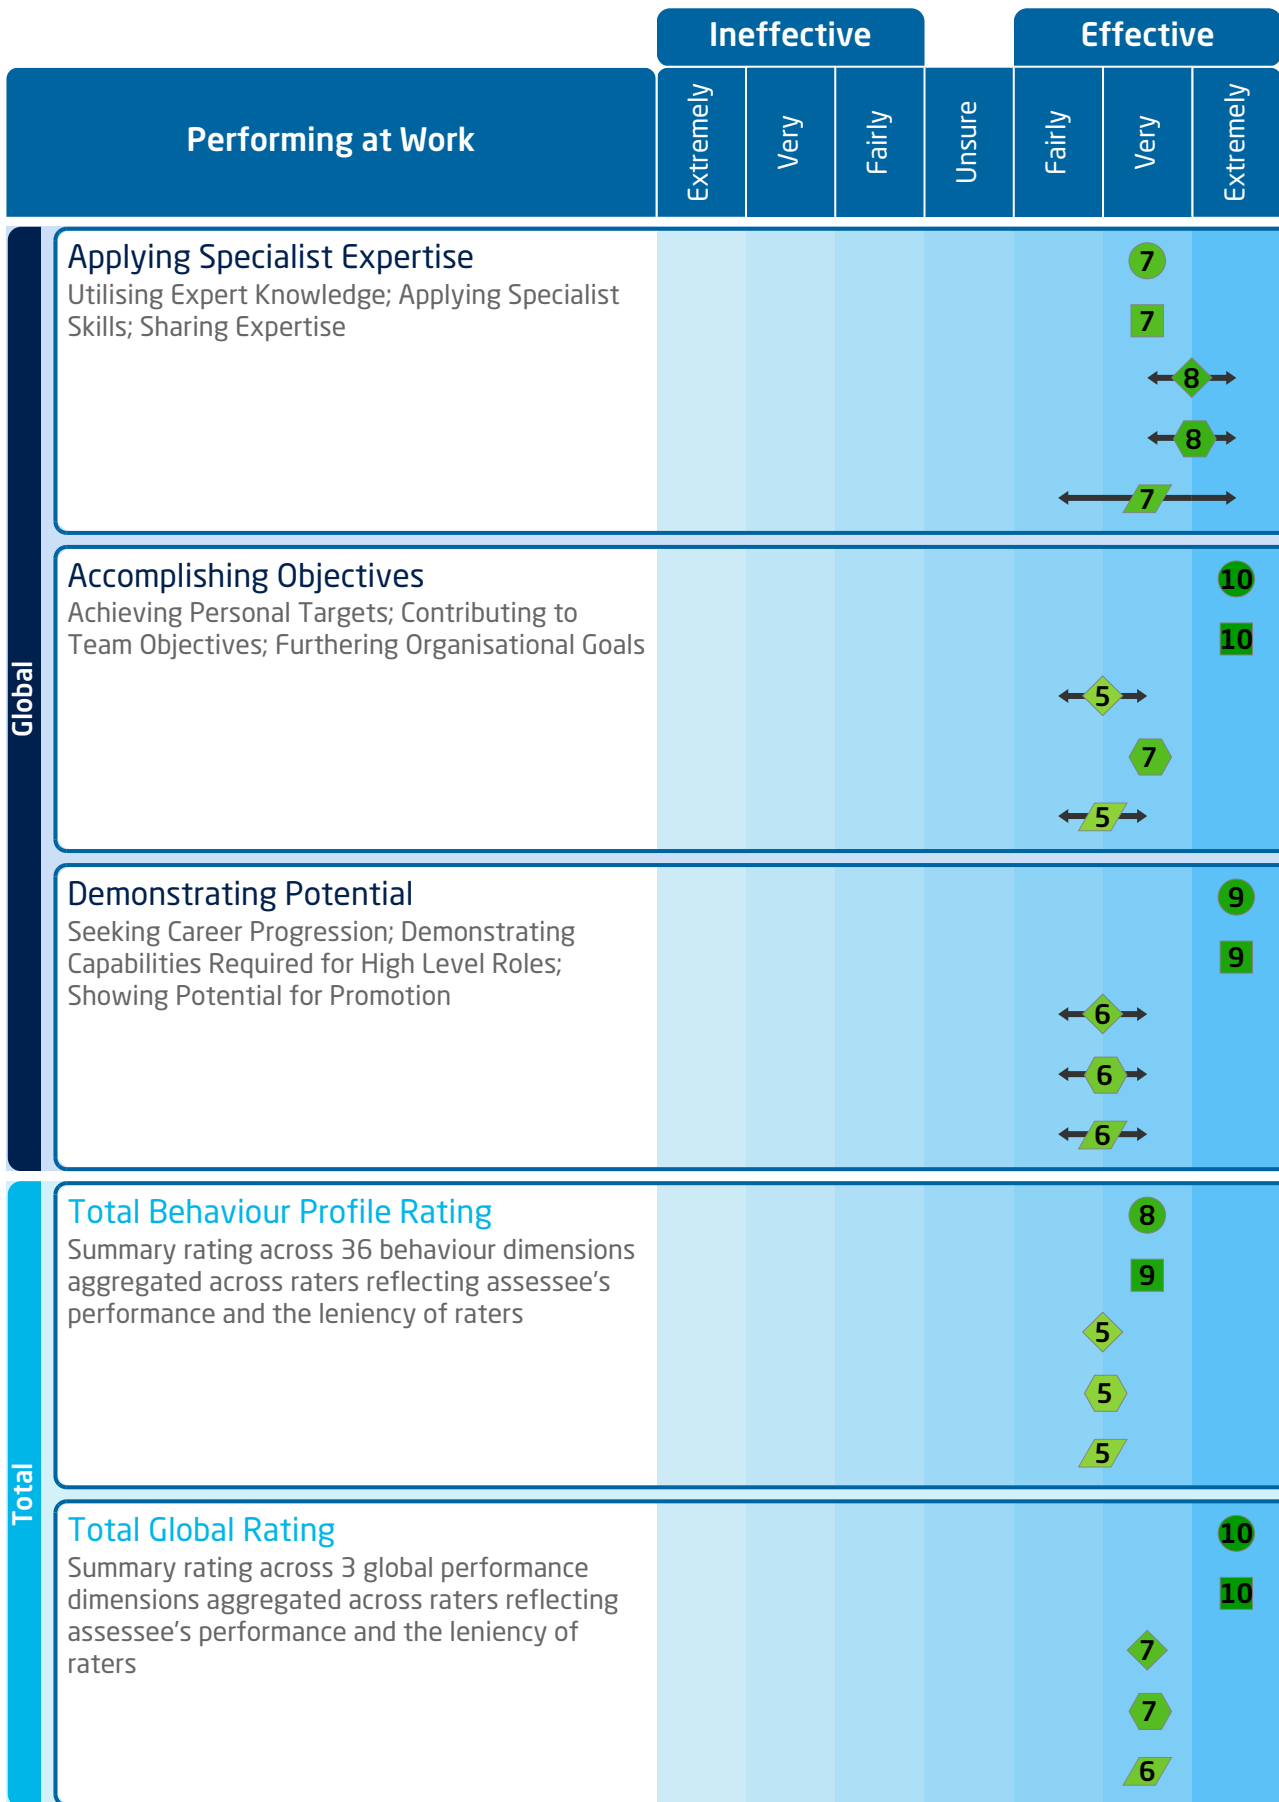 Ineffective
Effective
Performing at Work
Extremely
Very
Fairly
Unsure
Fairly
Very
Extremely
Global
Applying Specialist Expertise
Utilising Expert Knowledge; Applying Specialist
Skills; Sharing Expertise
7
7
8
8
7
Accomplishing Objectives
Achieving Personal Targets; Contributing to
Team Objectives; Furthering Organisational Goals
10
10
5
7
5
Demonstrating Potential
Seeking Career Progression; Demonstrating
Capabilities Required for High Level Roles;
Showing Potential for Promotion
9
9
6
6
6
Total
Total Behaviour Profile Rating
Summary rating across 36 behaviour dimensions
aggregated across raters reflecting assessee's
performance and the leniency of raters
8
9
5
5
5
Total Global Rating
Summary rating across 3 global performance
dimensions aggregated across raters reflecting
assessee's performance and the leniency of
raters
10
10
7
7
6